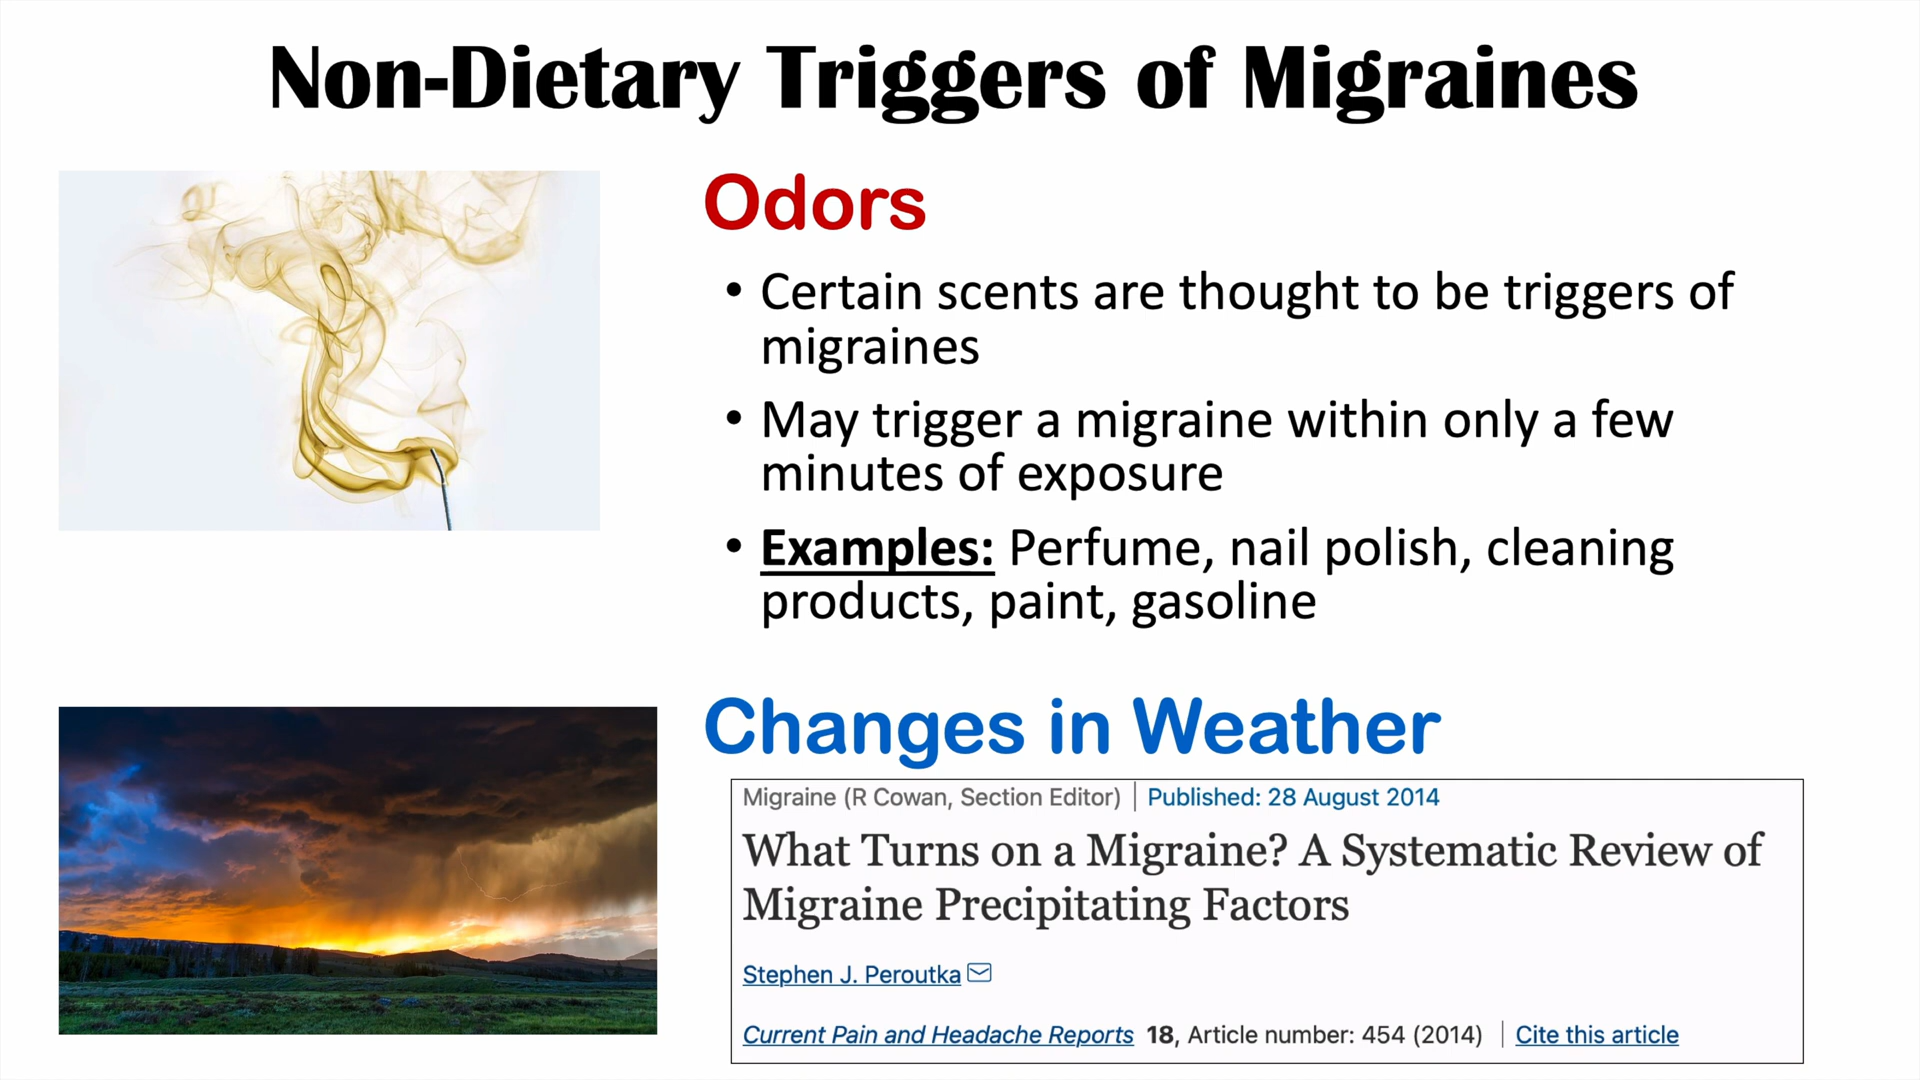 Non-Dietary Triggers of Migraines
Odors
• Certain scents are thought to be triggers of
migraines
• May trigger a migraine within only a few
minutes of exposure
• Examples: Perfume, nail polish, cleaning
products, paint, gasoline
Changes in Weather
Migraine (R Cowan, Section Editor) | Published: 28 August 2014
What Turns on a Migraine? A Systematic Review of
Migraine Precipitating Factors
Stephen J. Peroutka
Current Pain and Headache Reports 18, Article number: 454 (2014) | Cite this article